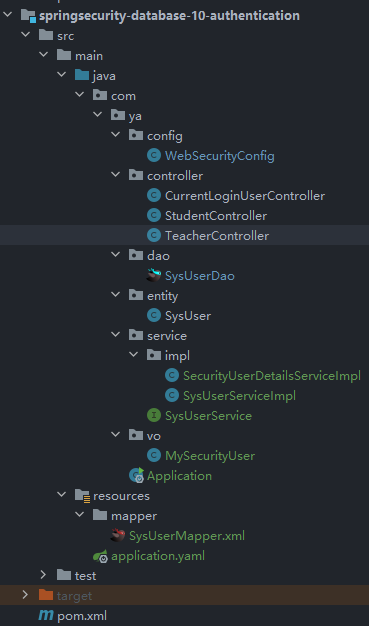 springsecurity-database-10-authentication
src
main
java
com
ya
config
WebSecurityConfig
controller
CurrentLoginUserController
StudentController
TeacherController
dao
SysUserDao
entity
SysUser
service
impl
SecurityUserDetailsServiceImpl
SysUserServiceImpl
SysUserService
vo
MySecurityUser
Application
resources
mapper
SysUserMapper.xml
application.yaml
test
target
pom.xml